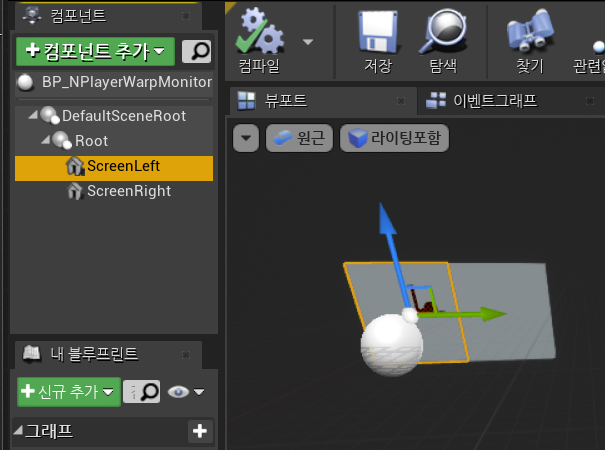 컴포넌트
컴포넌트 추가
BP_NPlayerWarpMonitor
DefaultSceneRoot
Root
ScreenLeft
ScreenRight
내 블루프린트
신규 추가
그래프
컴파일
저장
탐색
찾기
뷰포트
이벤트그래프
원근
라이팅포함